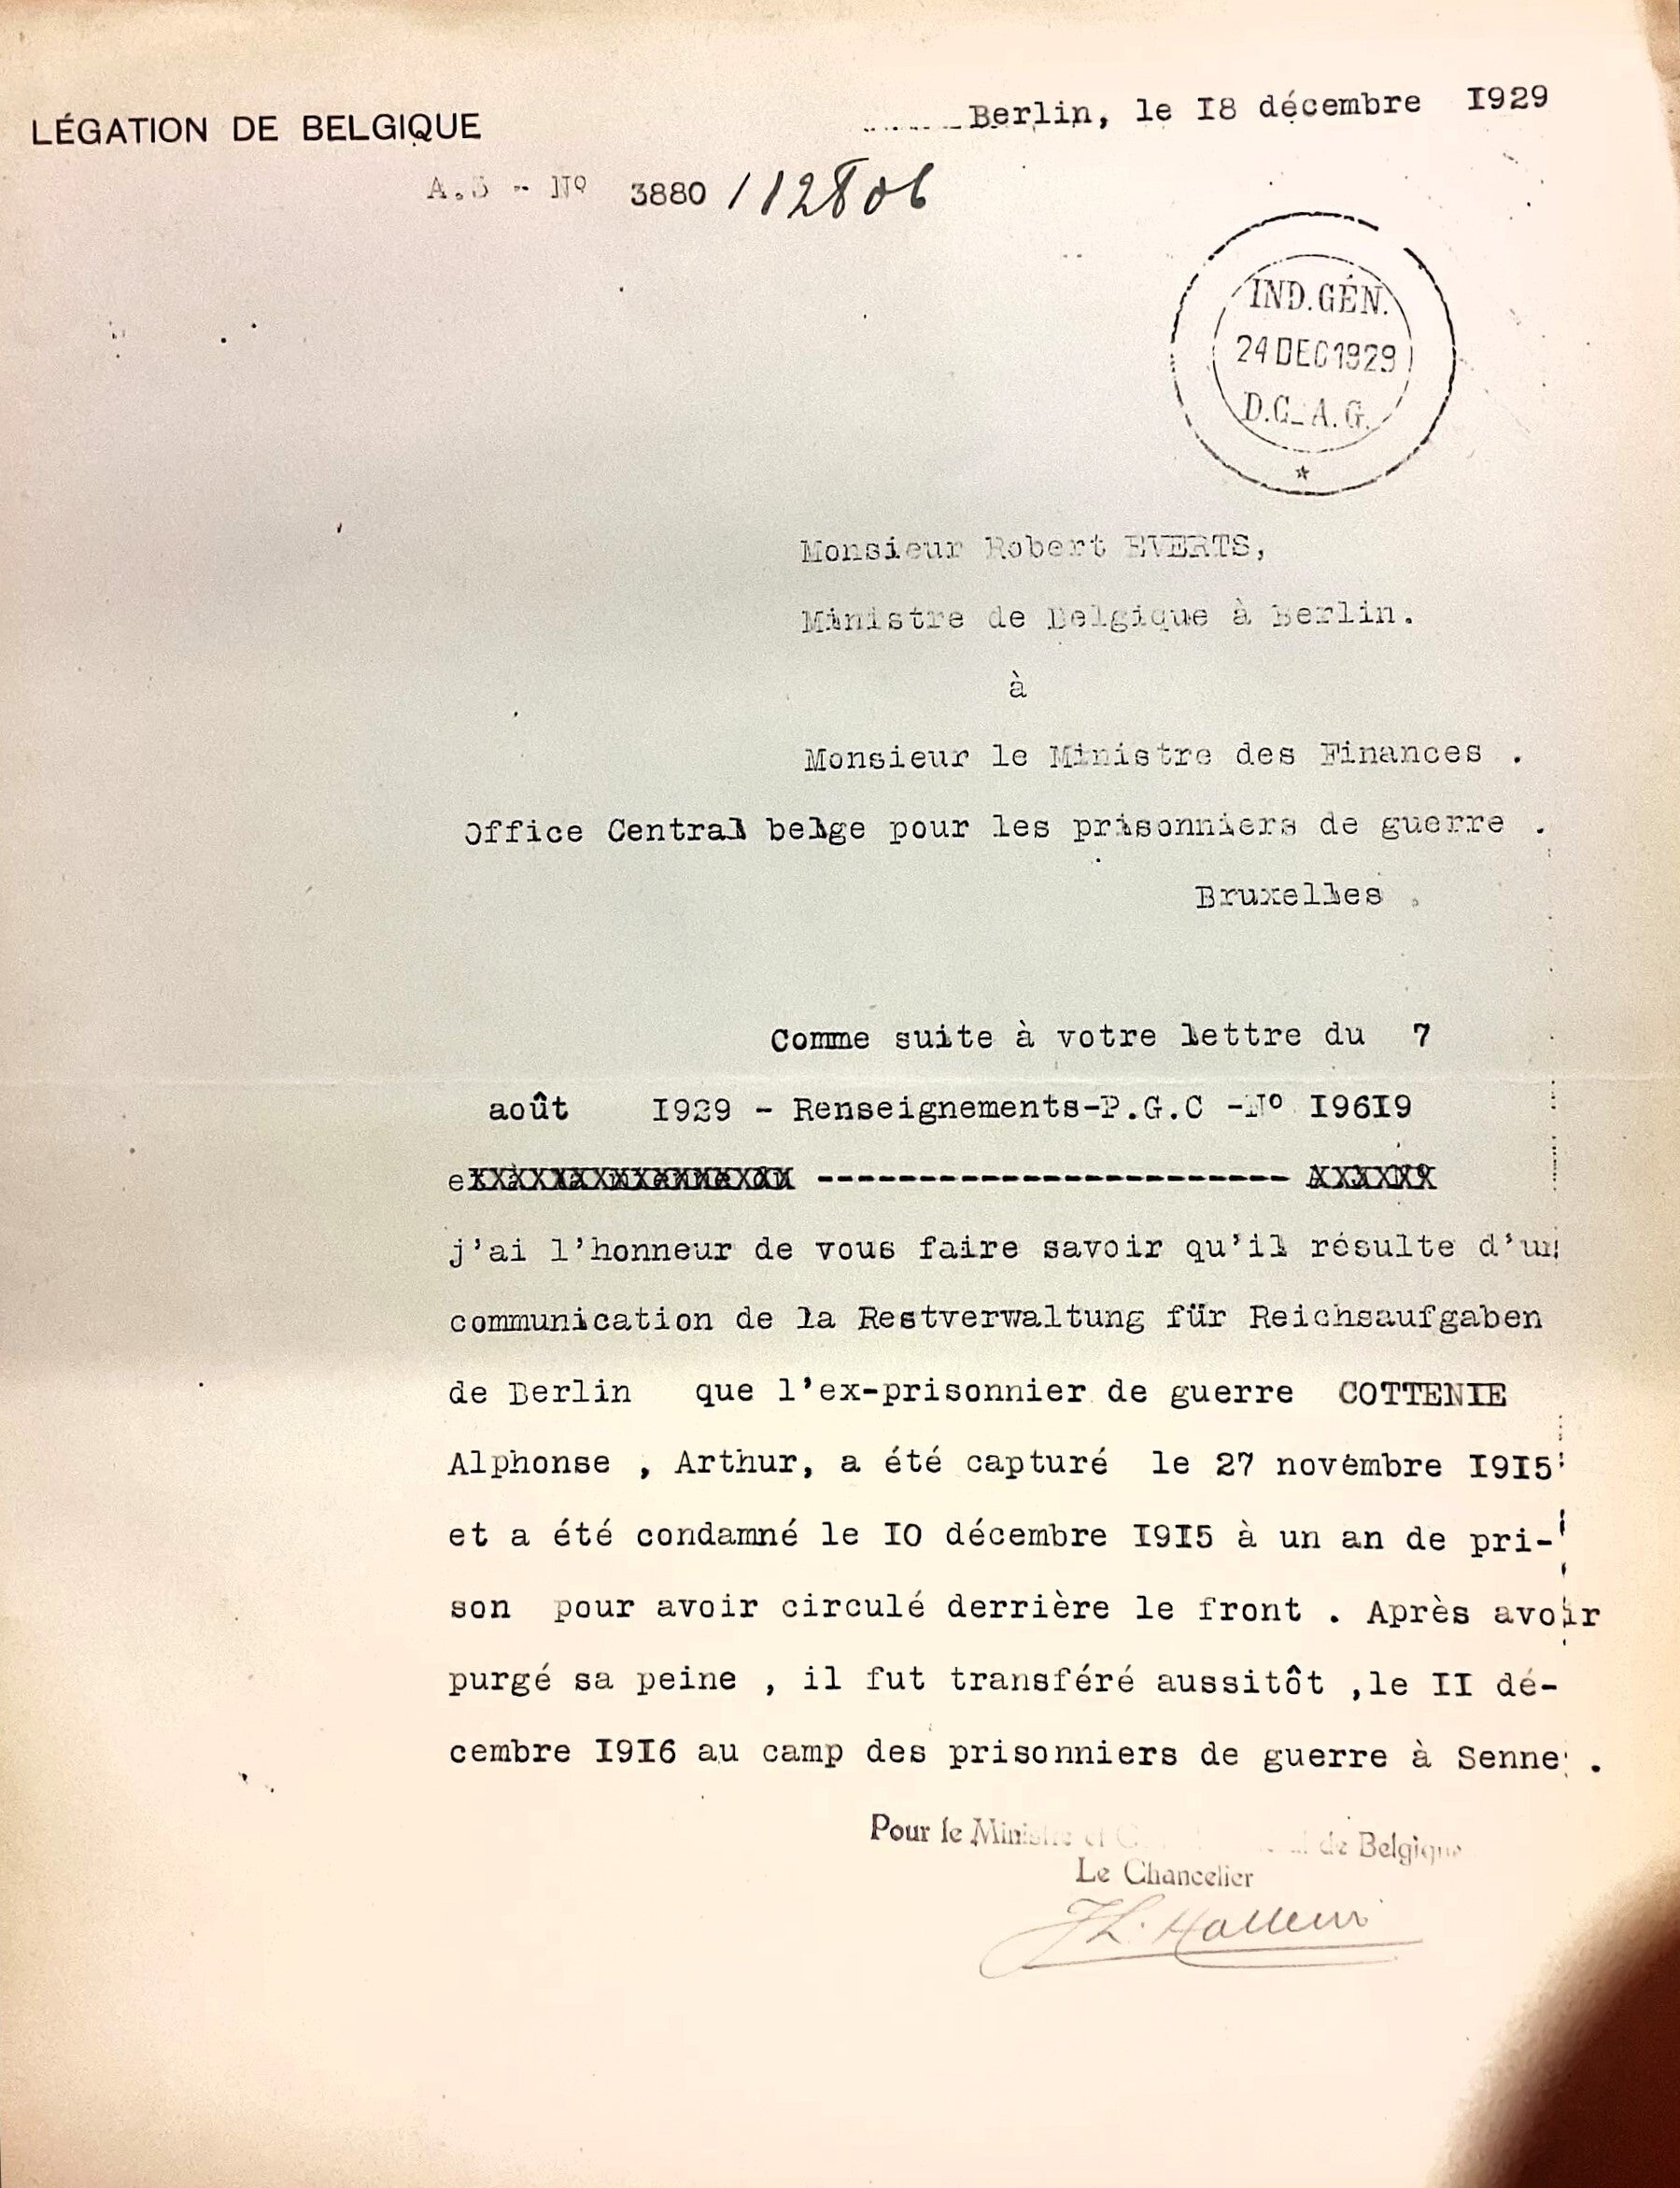 LÉGATION DE BELGIQUE
Berlin, le I8 décembre I929
A.5 - Nº 3880 / 12806
IND.GÉN.
24 DEC 1929
D.C_A.G.
Monsieur Robert EVERTS,
Ministre de Belgique à Berlin.
à
Monsieur le Ministre des Finances .
Office Central belge pour les prisonniers de guerre .
Bruxelles .
Comme suite à votre lettre du 7
août I929 - Renseignements-P.G.C -Nº I96I9
j'ai l'honneur de vous faire savoir qu'il résulte d'un
communication de la Restverwaltung für Reichsaufgaben
de Berlin que l'ex-prisonnier de guerre COTTENIE
Alphonse , Arthur, a été capturé le 27 novembre I9I5
et a été condamné le IO décembre I9I5 à un an de pri-
son pour avoir circulé derrière le front . Après avoir
purgé sa peine , il fut transféré aussitôt ,le II dé-
cembre I9I6 au camp des prisonniers de guerre à Senne .
Pour le Ministre et de Belgique
Le Chancelier